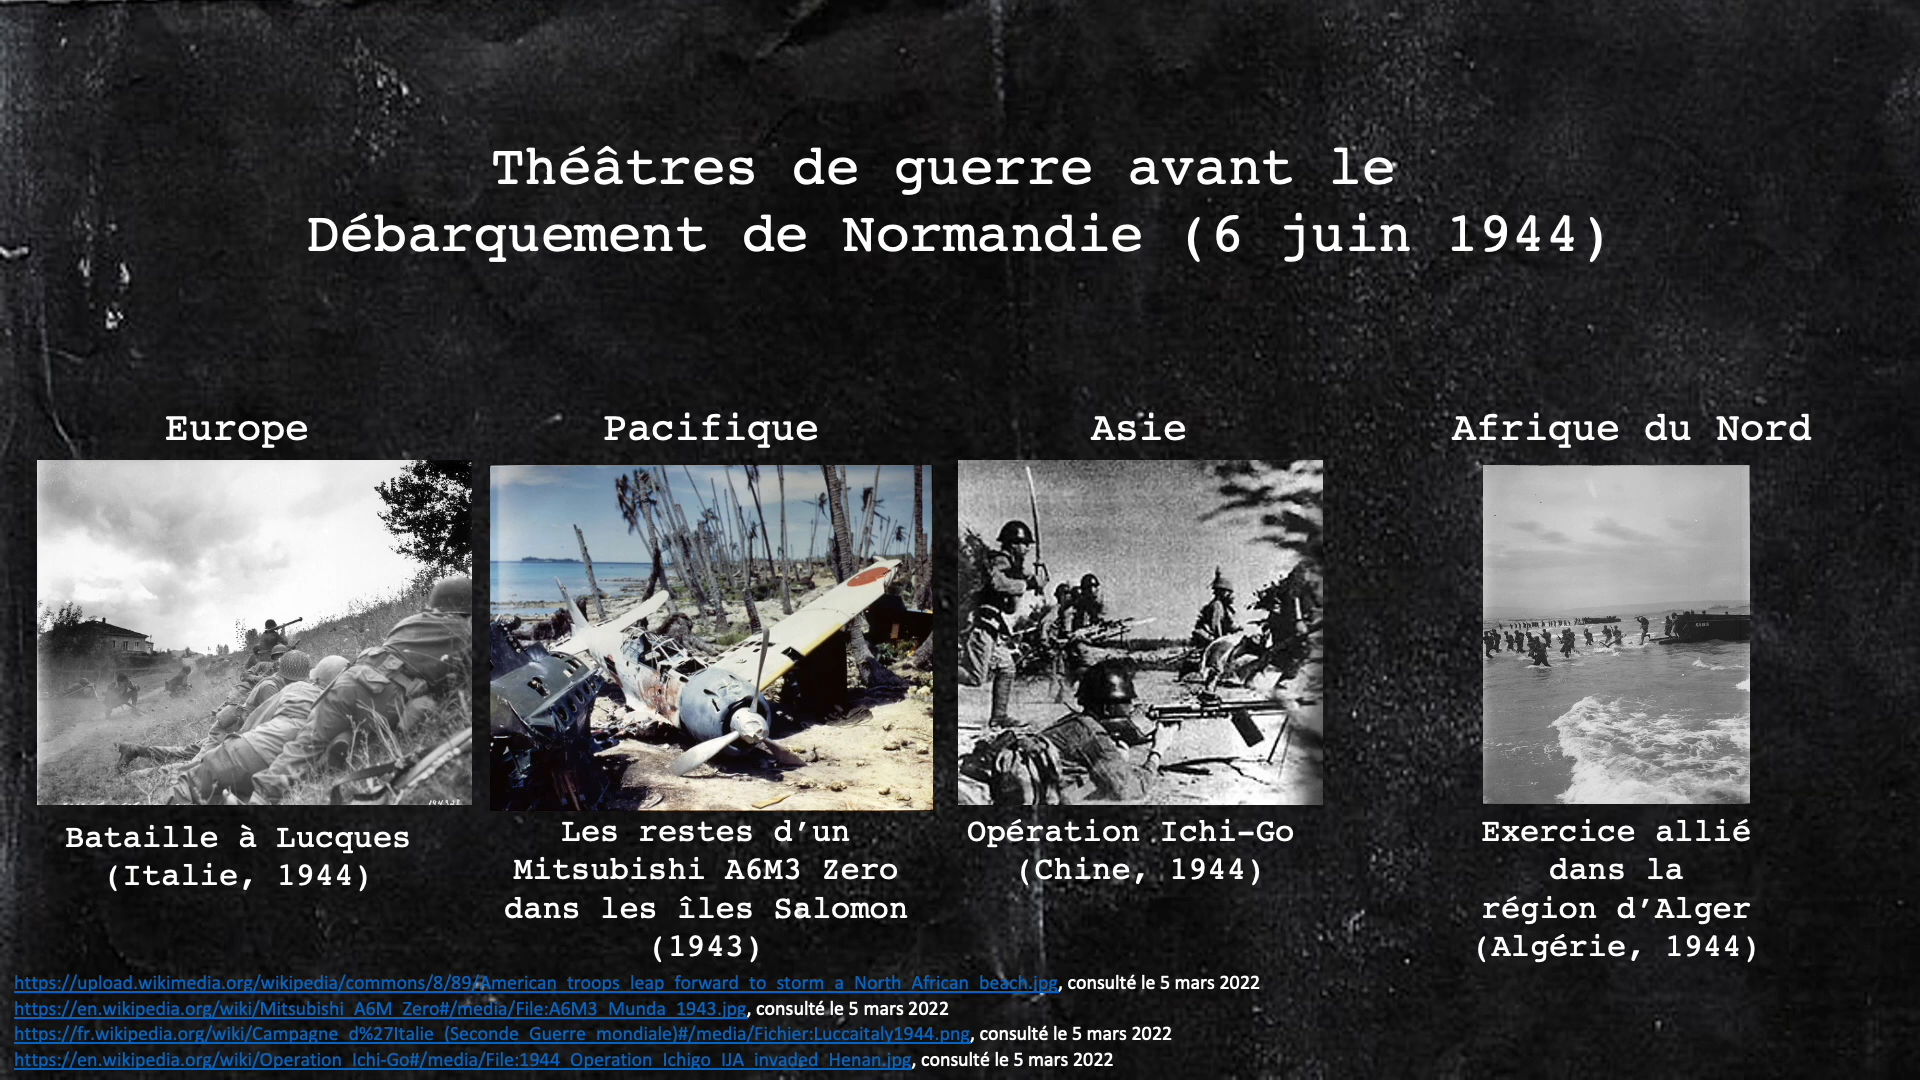 Théâtres de guerre avant le
Débarquement de Normandie (6 juin 1944)
Europe
Bataille à Lucques
(Italie, 1944)
Pacifique
Les restes d’un
Mitsubishi A6M3 Zero
dans les îles Salomon
(1943)
Asie
Opération Ichi-Go
(Chine, 1944)
Afrique du Nord
Exercice allié
dans la
région d’Alger
(Algérie, 1944)
https://upload.wikimedia.org/wikipedia/commons/8/89/American_troops_leap_forward_to_storm_a_North_African_beach.jpg, consulté le 5 mars 2022
https://en.wikipedia.org/wiki/Mitsubishi_A6M_Zero#/media/File:A6M3_Munda_1943.jpg, consulté le 5 mars 2022
https://fr.wikipedia.org/wiki/Campagne_d%27Italie_(Seconde_Guerre_mondiale)#/media/Fichier:Luccaitaly1944.png, consulté le 5 mars 2022
https://en.wikipedia.org/wiki/Operation_Ichi-Go#/media/File:1944_Operation_Ichigo_IJA_invaded_Henan.jpg, consulté le 5 mars 2022